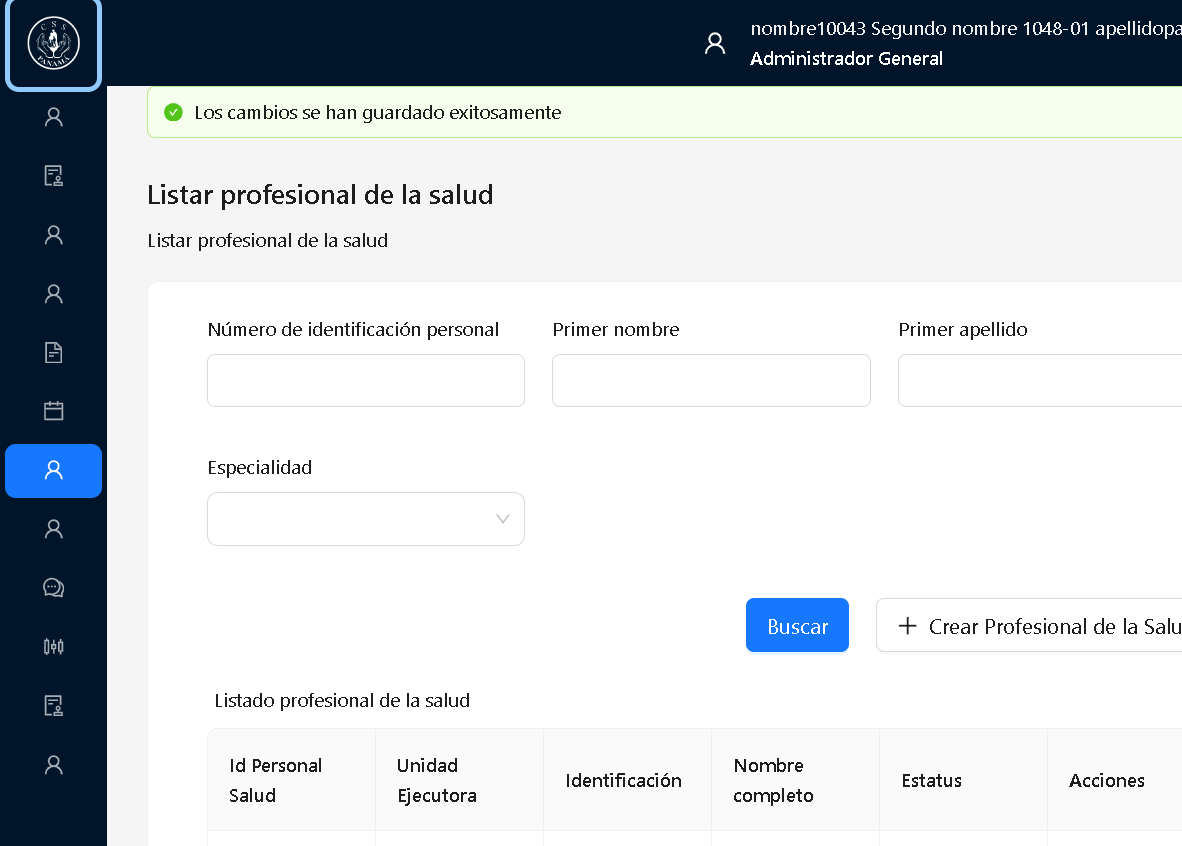 CSS
PANAMÁ
nombre10043 Segundo nombre 1048-01 apellidopa
Administrador General
Los cambios se han guardado exitosamente
Listar profesional de la salud
Listar profesional de la salud
Número de identificación personal
Primer nombre
Primer apellido
Especialidad
Buscar
Crear Profesional de la Salu
Listado profesional de la salud
Id Personal Salud
Unidad Ejecutora
Identificación
Nombre completo
Estatus
Acciones